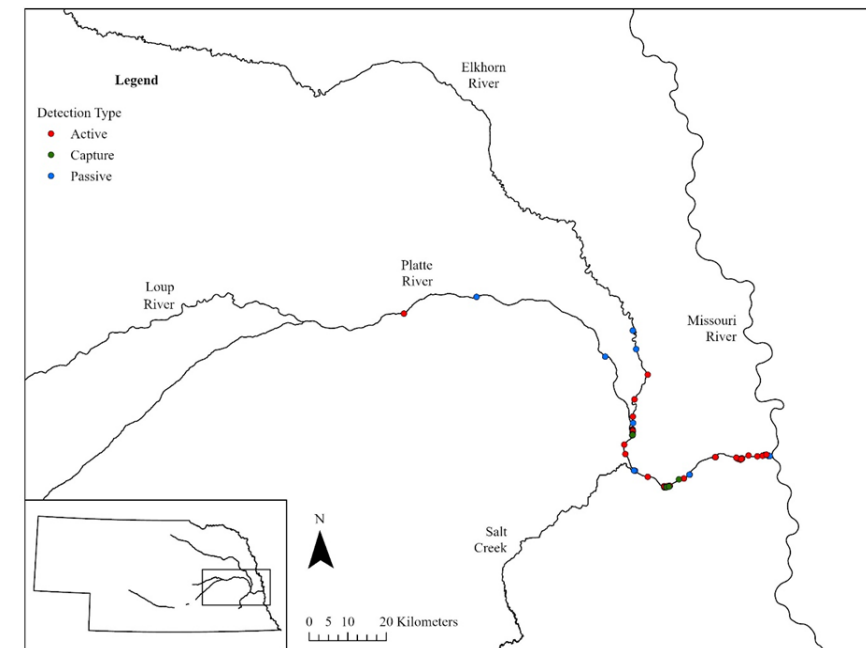 Legend
Detection Type
Active
Capture
Passive
Elkhorn
River
Platte
River
Loup
River
Missouri
River
Salt
Creek
N
0 5 10 20 Kilometers